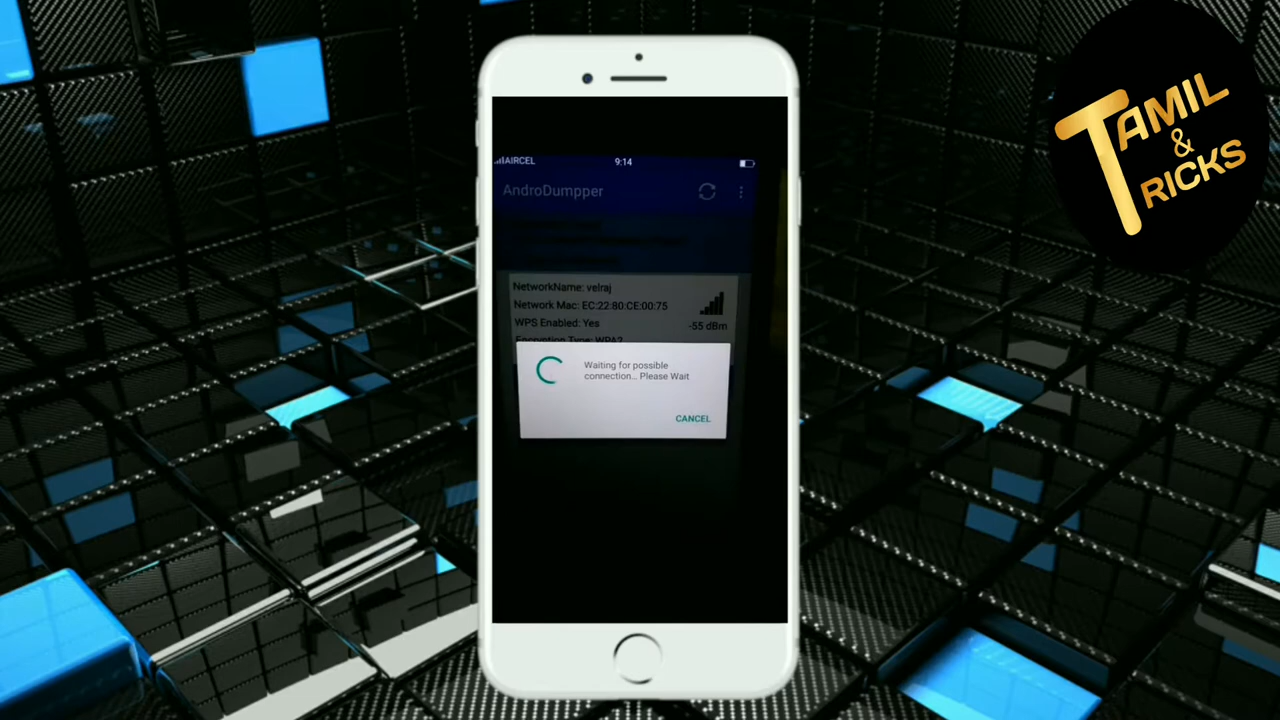 TAMIL
&
TRICKS
AIRCEL 9:14
AndroDumpper
NetworkName: velraj
Network Mac: EC:22:80:CE:00:75
WPS Enabled: Yes
-55 dBm
Encryption Type: WPA2
Waiting for possible
connection... Please Wait
CANCEL